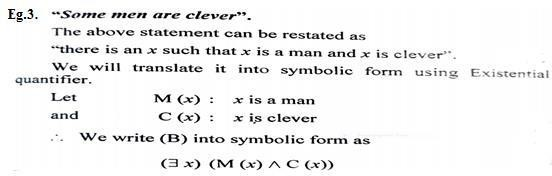 Eg.3. “Some men are clever”.
The above statement can be restated as
“there is an x such that x is a man and x is clever”.
We will translate it into symbolic form using Existential
quantifier.
Let M (x) : x is a man
and C (x) : x is clever
∴ We write (B) into symbolic form as
(∃ x) (M (x) ∧ C (x))